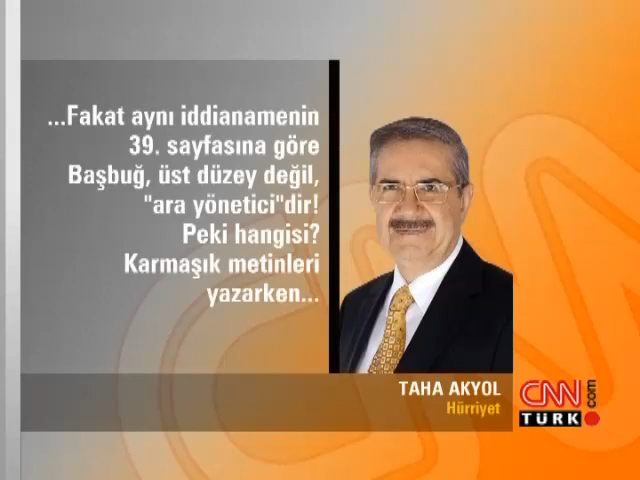 ...Fakat aynı iddianamenin
39. sayfasına göre
Başbuğ, üst düzey değil,
"ara yönetici"dir!
Peki hangisi?
Karmaşık metinleri
yazarken...
TAHA AKYOL
Hürriyet
CNN
TURK.com